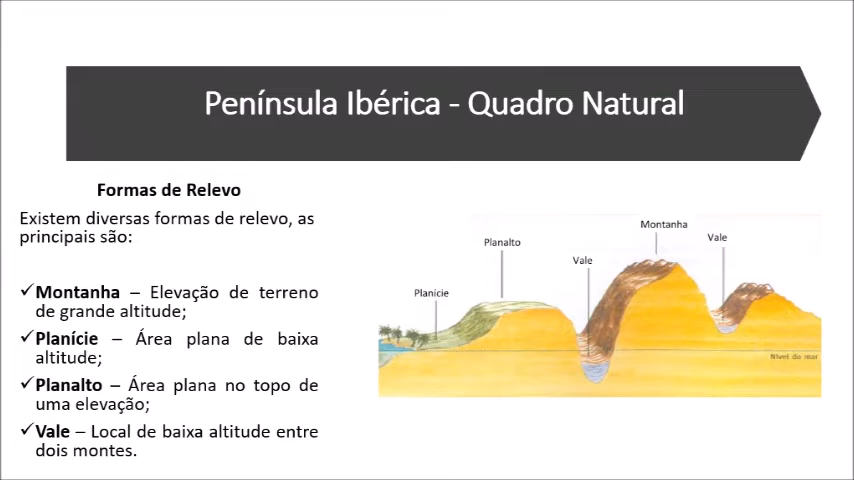 Península Ibérica - Quadro Natural
Formas de Relevo
Existem diversas formas de relevo, as
principais são:
✓Montanha – Elevação de terreno
de grande altitude;
✓Planície – Área plana de baixa
altitude;
✓Planalto – Área plana no topo de
uma elevação;
✓Vale – Local de baixa altitude entre
dois montes.
Montanha
Planalto
Vale
Vale
Planície
Nível do mar